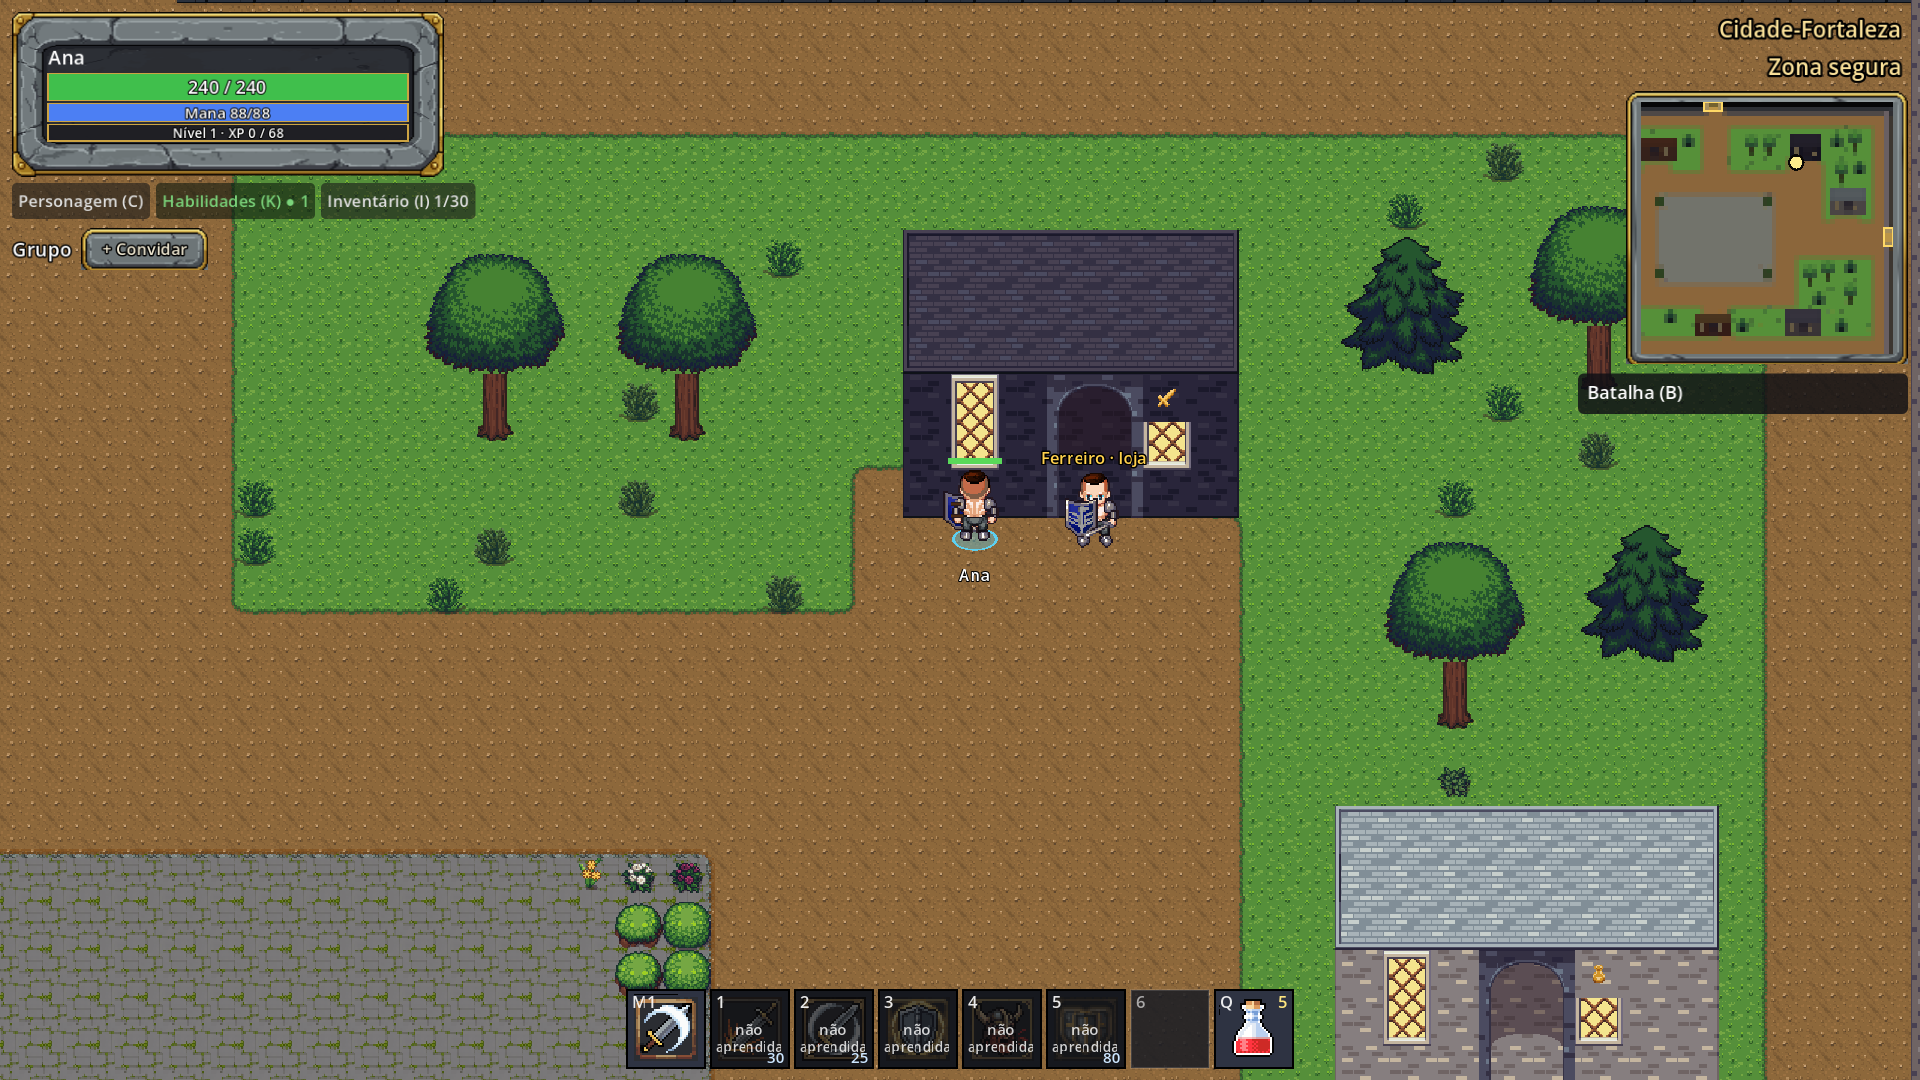 Ana
240 / 240
Mana 88/88
Nível 1 · XP 0 / 68
Personagem (C)
Habilidades (K) ● 1
Inventário (I) 1/30
Grupo
+ Convidar
Cidade-Fortaleza
Zona segura
Batalha (B)
Ferreiro · loja
Ana
M1
1
não
aprendida
30
2
não
aprendida
25
3
não
aprendida
4
não
aprendida
5
não
aprendida
80
6
Q
5